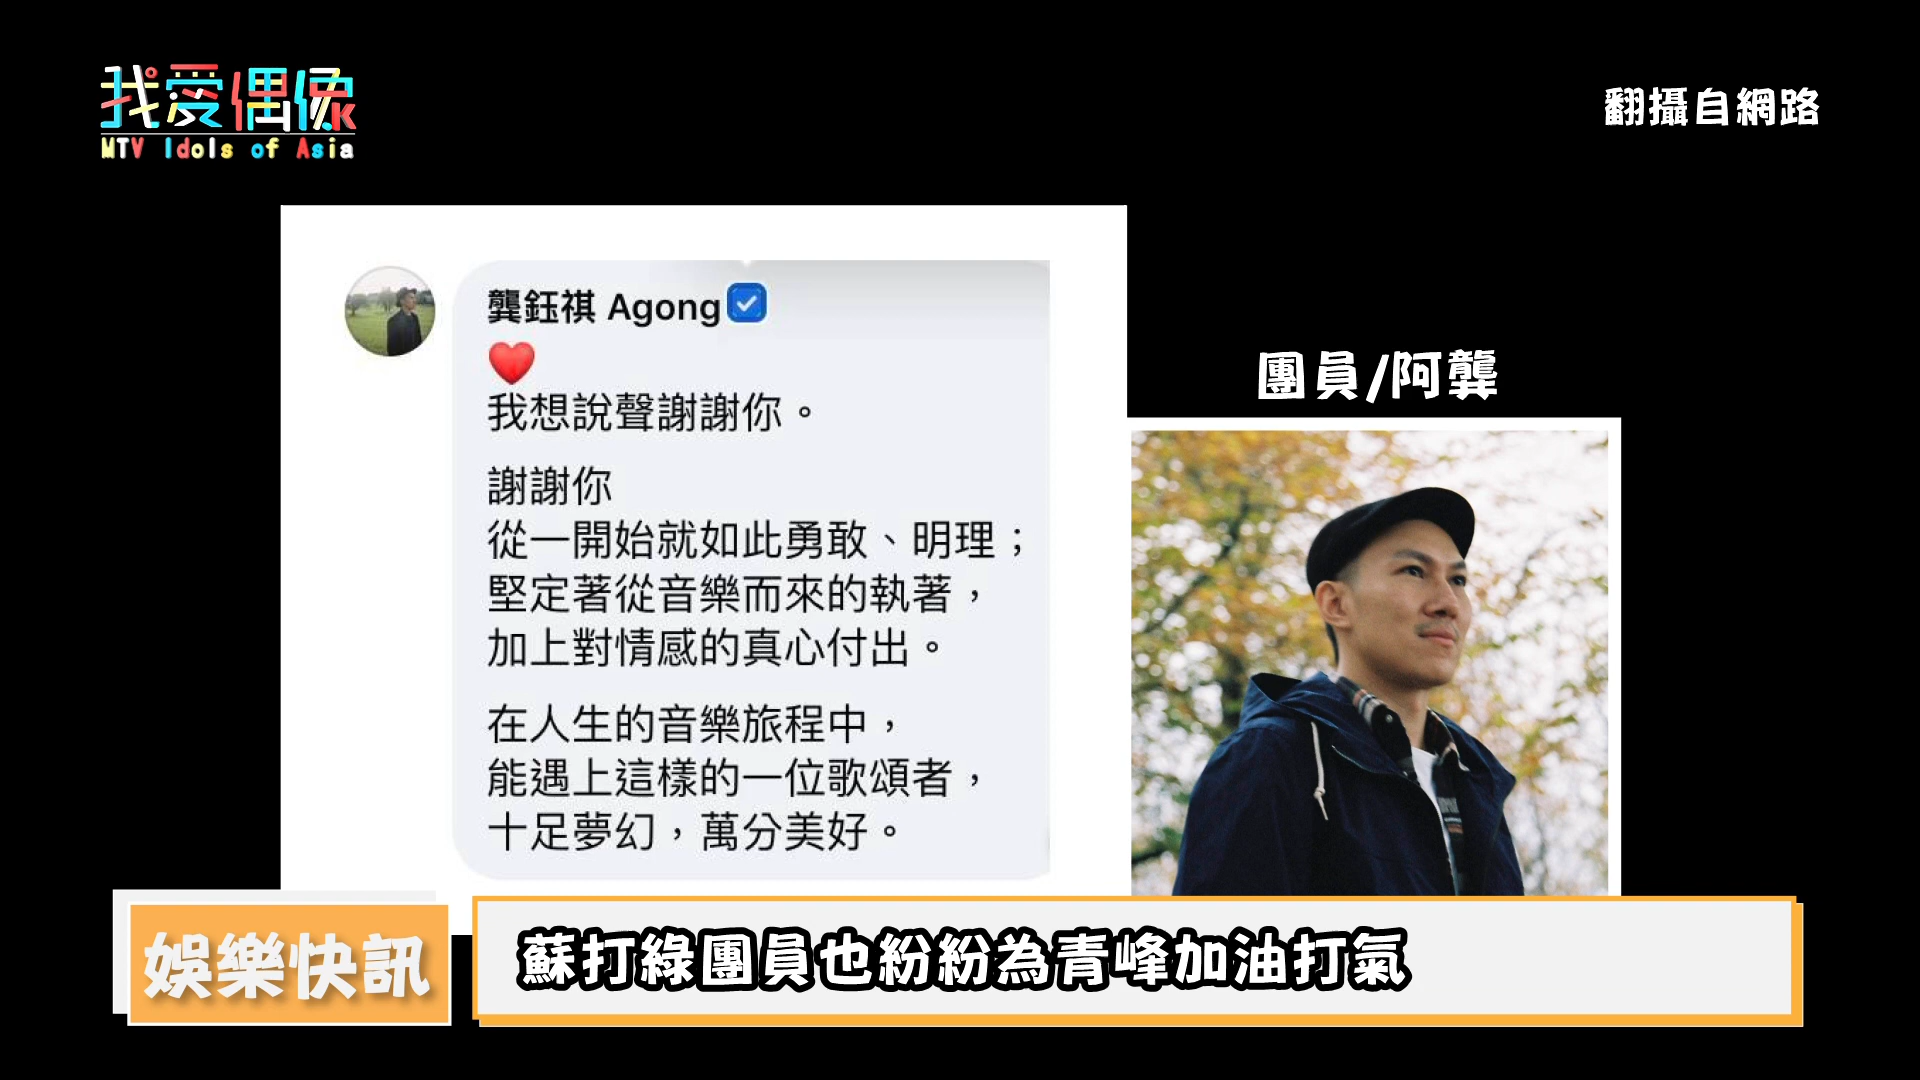 我愛偶像
MTV Idols of Asia
翻攝自網路
龔鈺祺 Agong
我想說聲謝謝你。
謝謝你
從一開始就如此勇敢、明理；
堅定著從音樂而來的執著，
加上對情感的真心付出。
在人生的音樂旅程中，
能遇上這樣的一位歌頌者，
十足夢幻，萬分美好。
團員/阿龔
娛樂快訊
蘇打綠團員也紛紛為青峰加油打氣